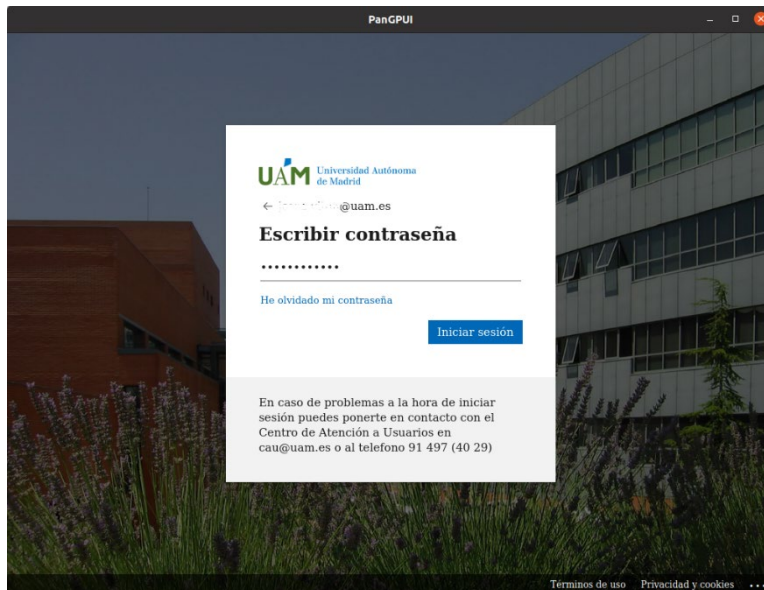 PanGPUI
UAM Universidad Autónoma
de Madrid
@uam.es
Escribir contraseña
............
He olvidado mi contraseña
Iniciar sesión
En caso de problemas a la hora de iniciar
sesión puedes ponerte en contacto con el
Centro de Atención a Usuarios en
cau@uam.es o al telefono 91 497 (40 29)
Términos de uso Privacidad y cookies ...